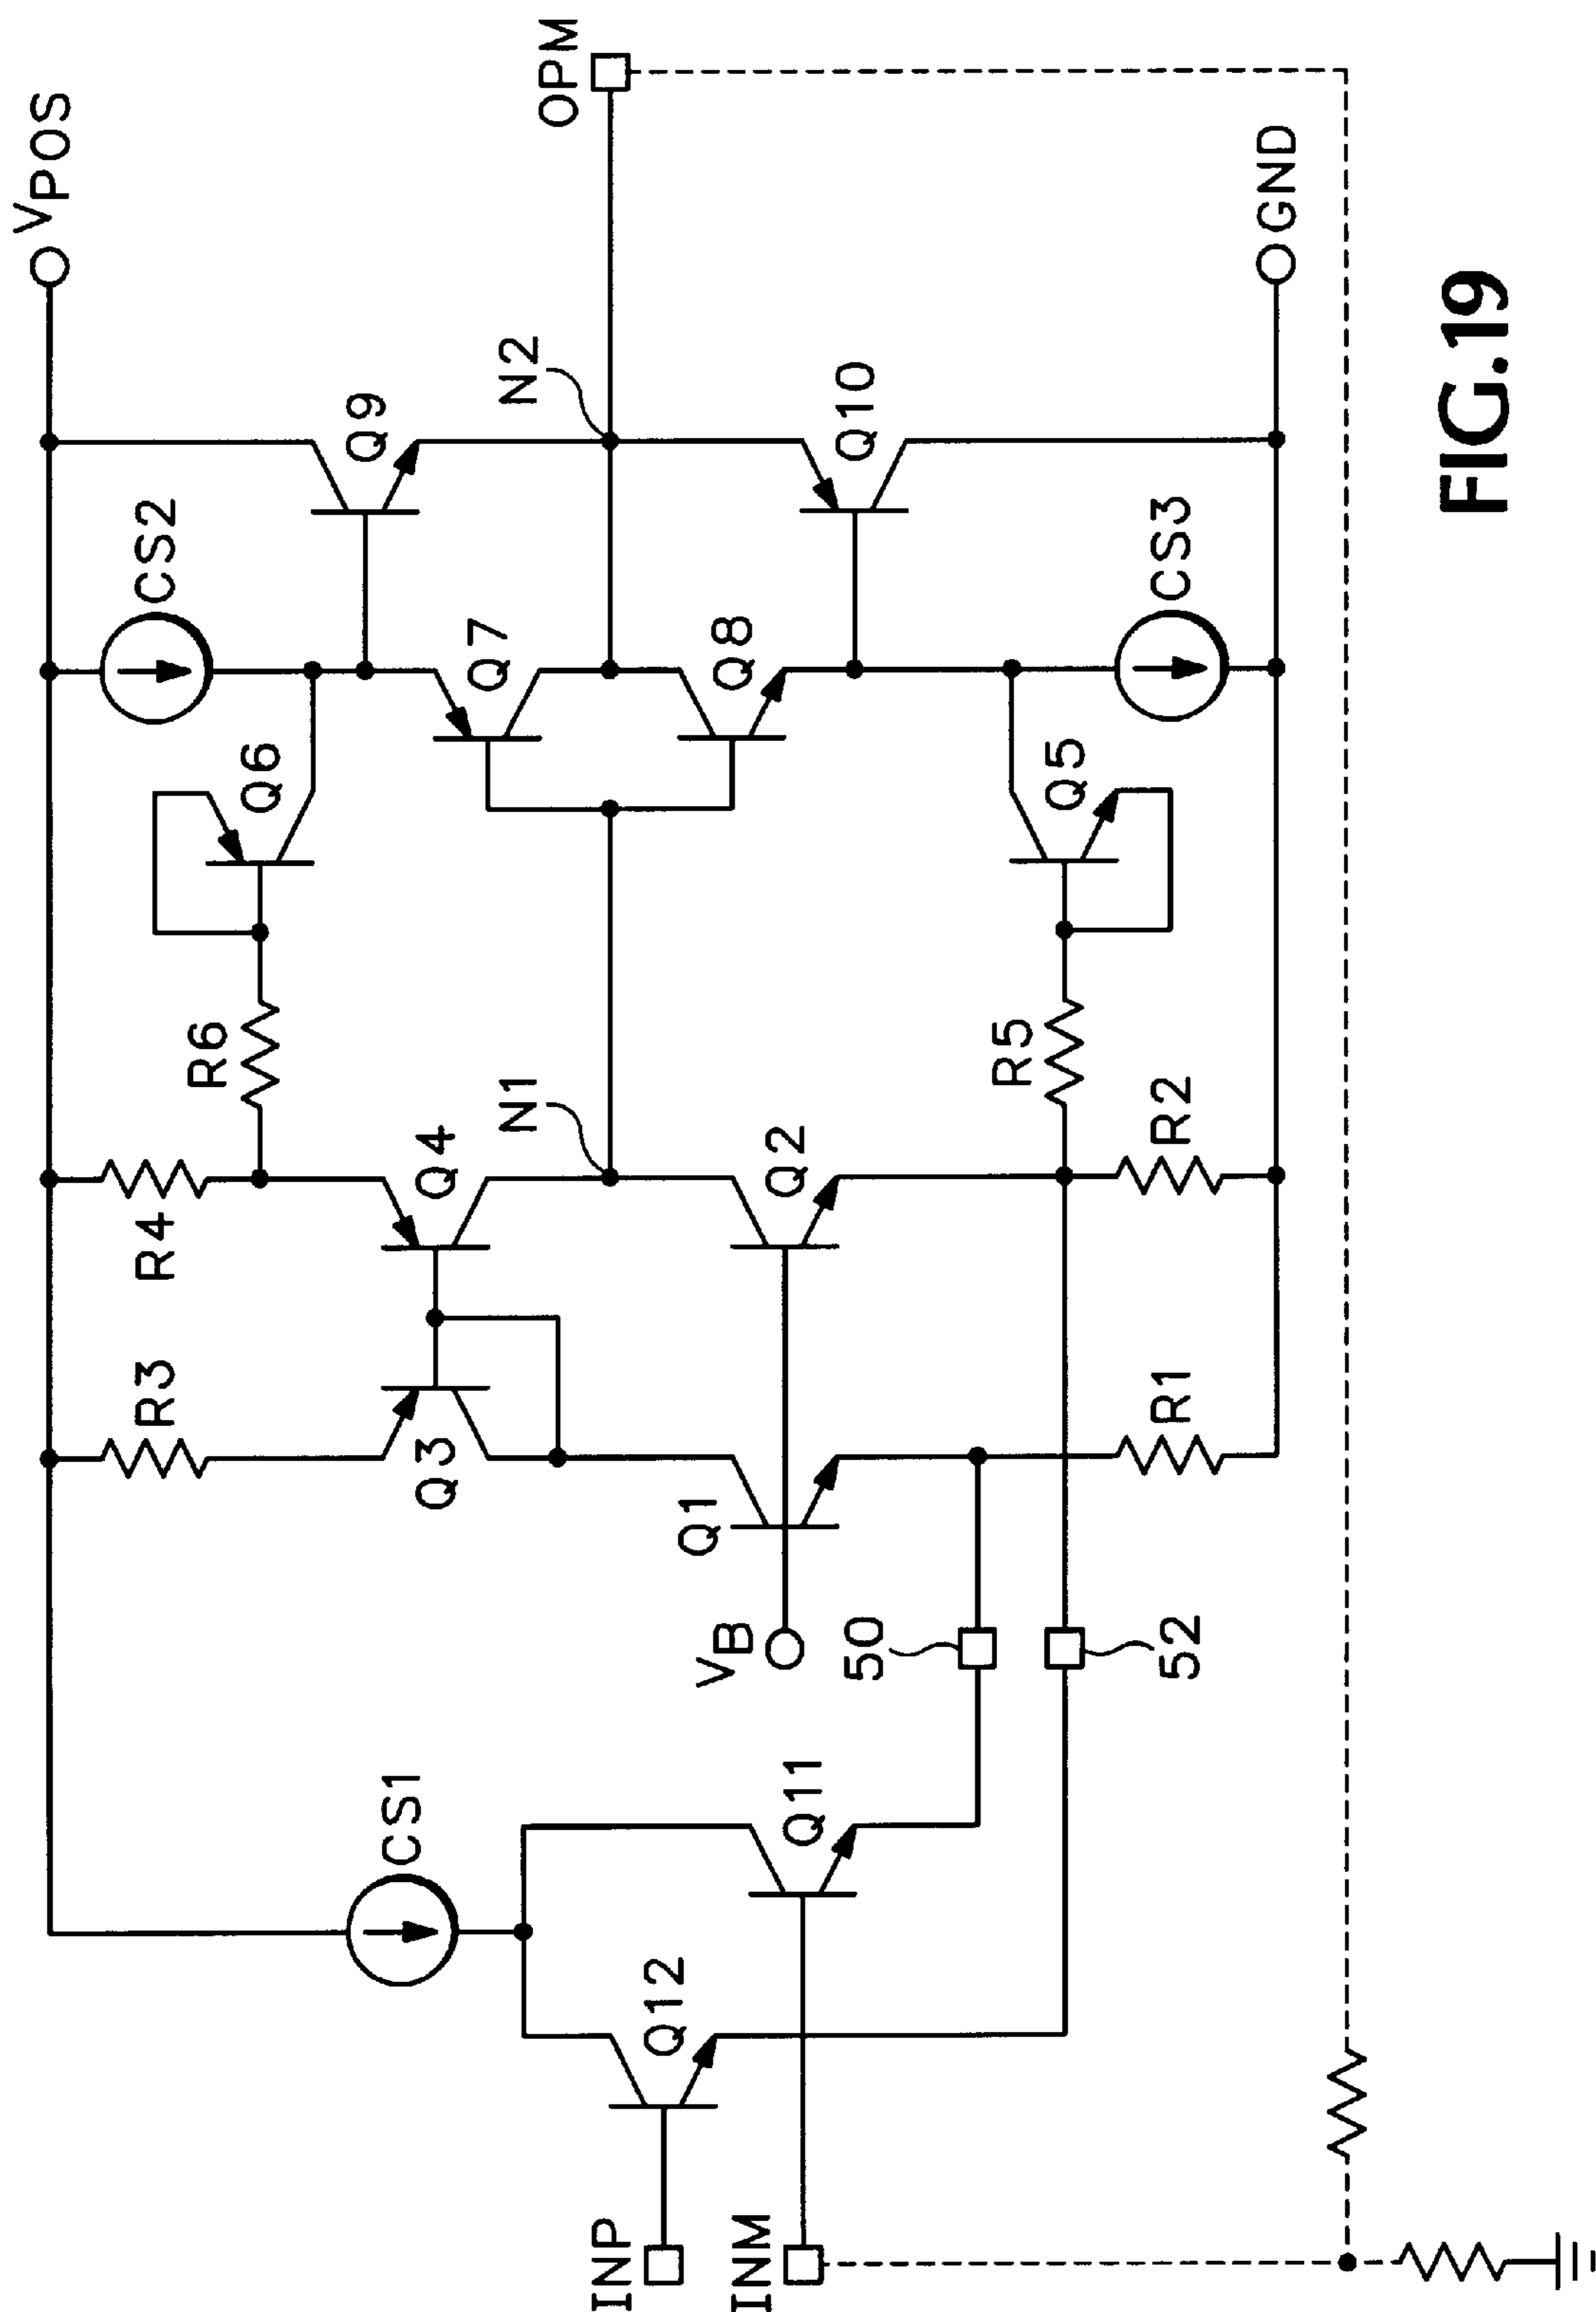 VPOS
CS2
Q9
N2
OPM
Q6
Q7
Q8
Q10
R6
R4
Q4
N1
Q5
CS3
R3
Q3
R5
R2
Q2
CS1
Q1
R1
VB
50
52
Q12
Q11
INP
INM
GND
FIG.19